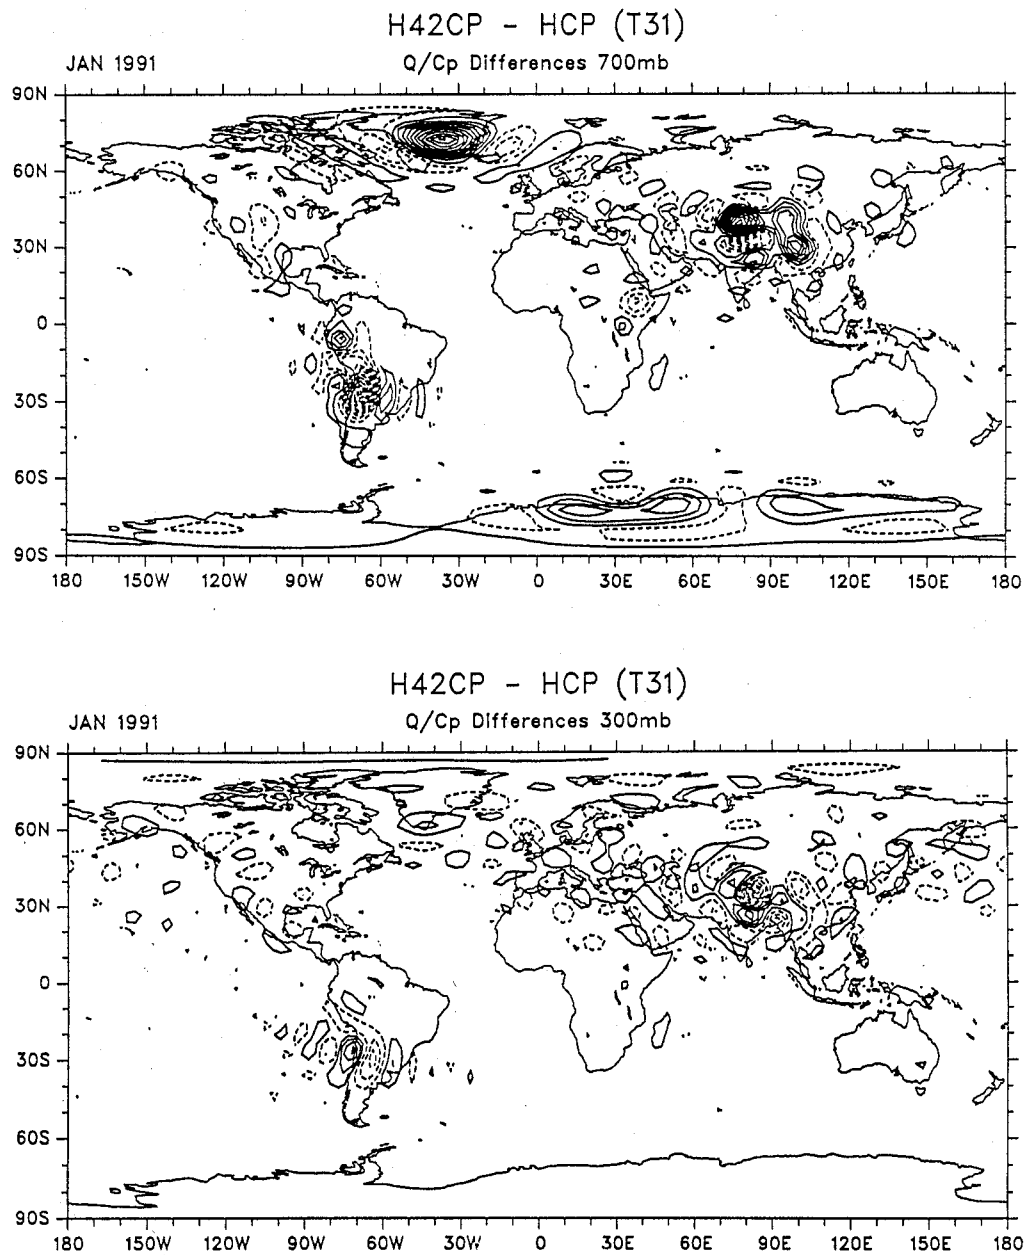 H42CP - HCP (T31)
JAN 1991
Q/Cp Differences 700mb
90N
60N
30N
0
30S
60S
90S
180 150W 120W 90W 60W 30W 0 30E 60E 90E 120E 150E 180
H42CP - HCP (T31)
JAN 1991
Q/Cp Differences 300mb
90N
60N
30N
0
30S
60S
90S
180 150W 120W 90W 60W 30W 0 30E 60E 90E 120E 150E 180